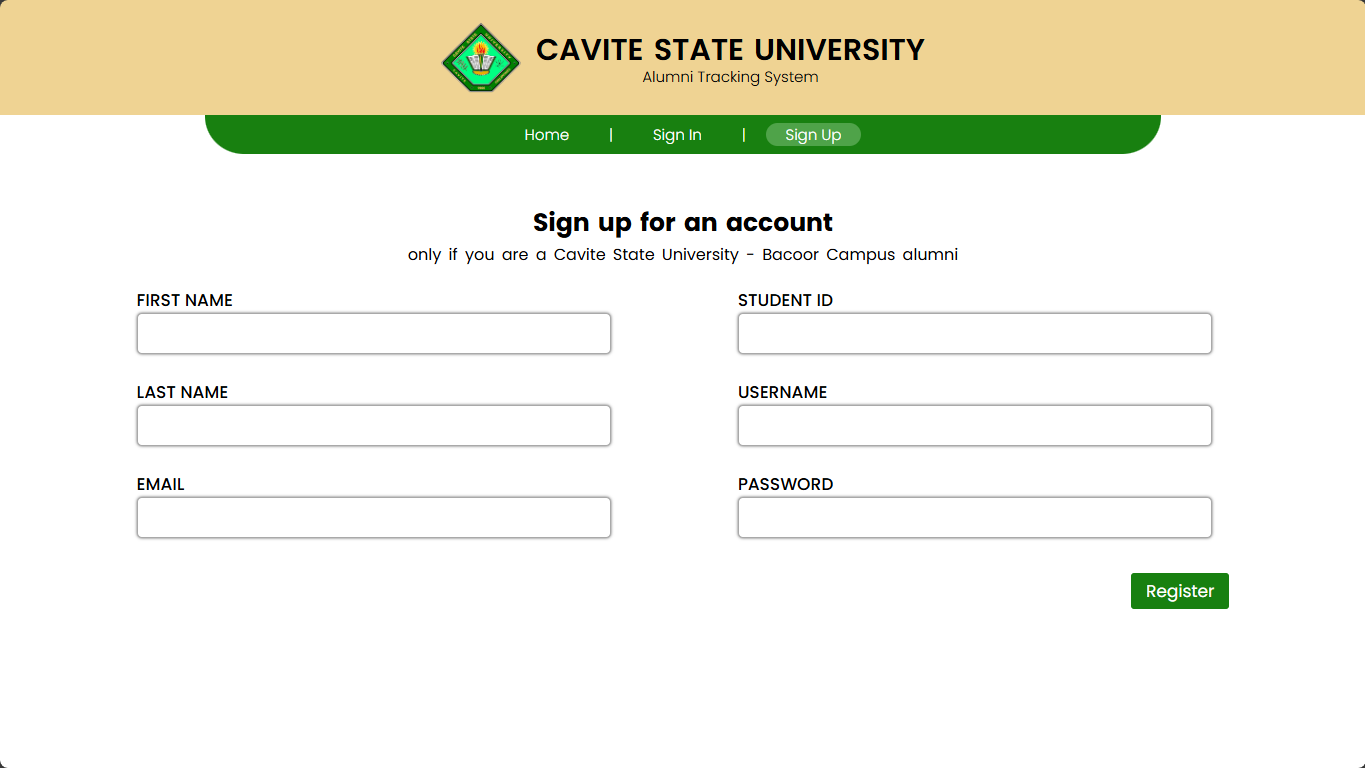 CAVITE STATE UNIVERSITY
Alumni Tracking System
Home | Sign In | Sign Up
Sign up for an account
only if you are a Cavite State University - Bacoor Campus alumni
FIRST NAME
STUDENT ID
LAST NAME
USERNAME
EMAIL
PASSWORD
Register